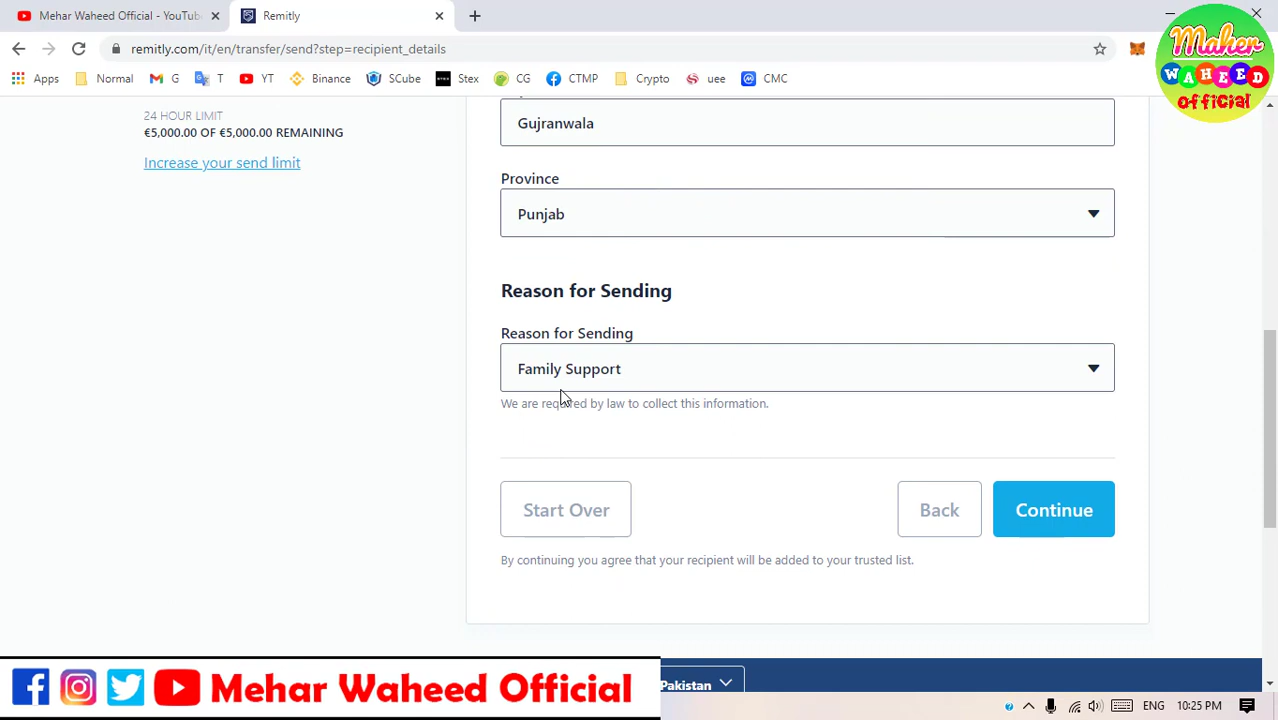 Mehar Waheed Official - YouTube
Remitly
remitly.com/it/en/transfer/send?step=recipient_details
Apps
Normal
G
T
YT
Binance
SCube
Stex
CG
CTMP
Crypto
uee
CMC
Maher
WAHEED
official
24 HOUR LIMIT
€5,000.00 OF €5,000.00 REMAINING
Increase your send limit
Gujranwala
Province
Punjab
Reason for Sending
Reason for Sending
Family Support
We are required by law to collect this information.
Start Over
Back
Continue
By continuing you agree that your recipient will be added to your trusted list.
Mehar Waheed Official
Pakistan
ENG
10:25 PM